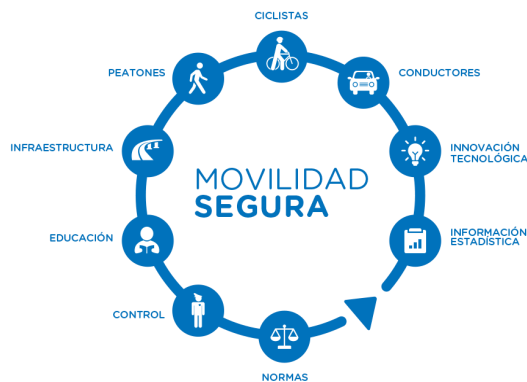 CICLISTAS
PEATONES
CONDUCTORES
INFRAESTRUCTURA
INNOVACIÓN
TECNOLÓGICA
MOVILIDAD
SEGURA
EDUCACIÓN
INFORMACIÓN
ESTADÍSTICA
CONTROL
NORMAS